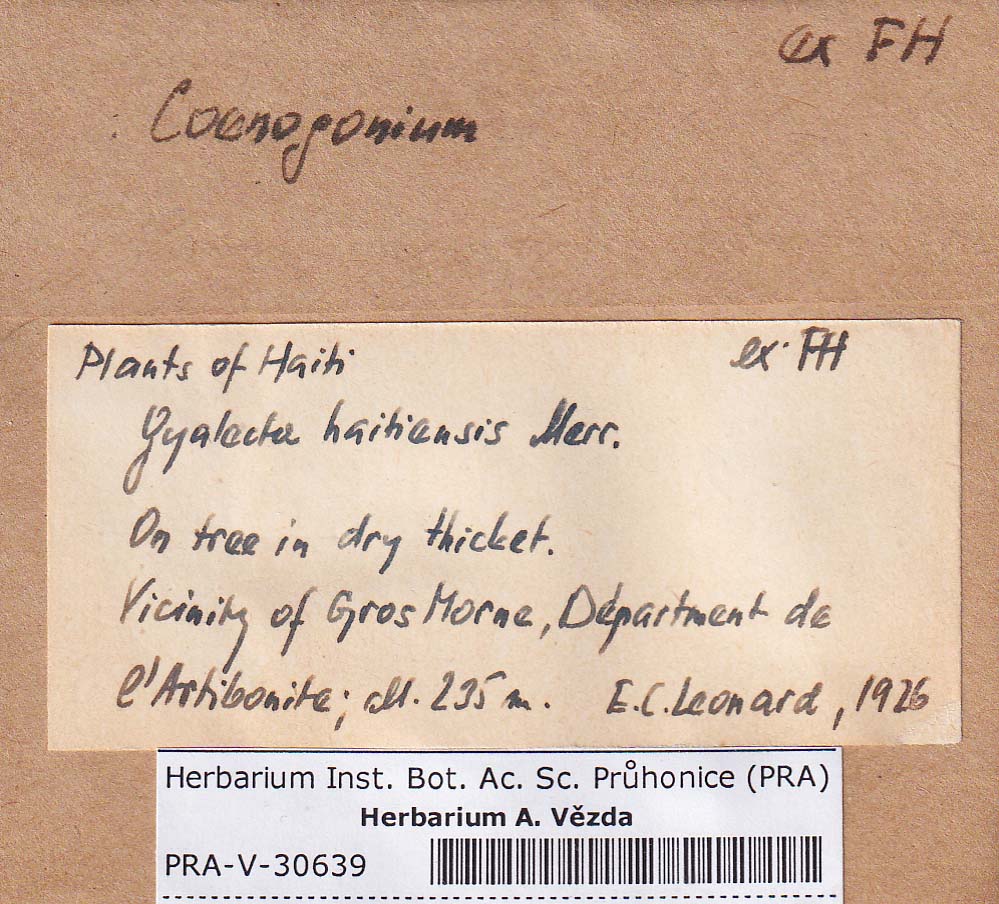 ex FH
Coenogonium
Plants of Haiti ex FH
Gyalecta haitiensis Merr.
On tree in dry thicket.
Vicinity of Gros Morne, Départment de
l'Artibonite; alt. 235 m. E.C. Leonard, 1926
Herbarium Inst. Bot. Ac. Sc. Průhonice (PRA)
Herbarium A. Vězda
PRA-V-30639